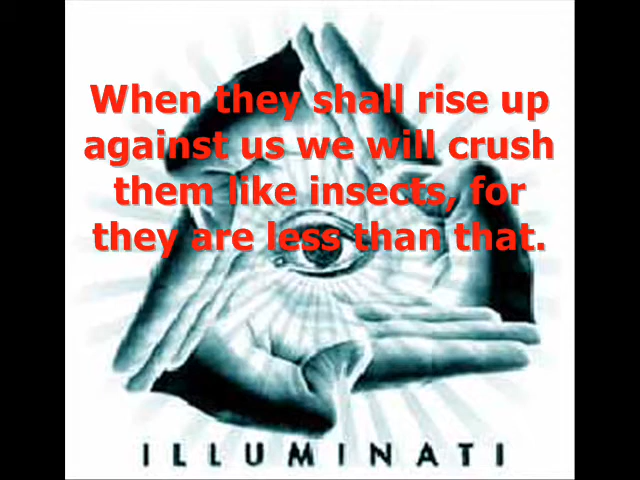 When they shall rise up
against us we will crush
them like insects, for
they are less than that.
ILLUMINATI